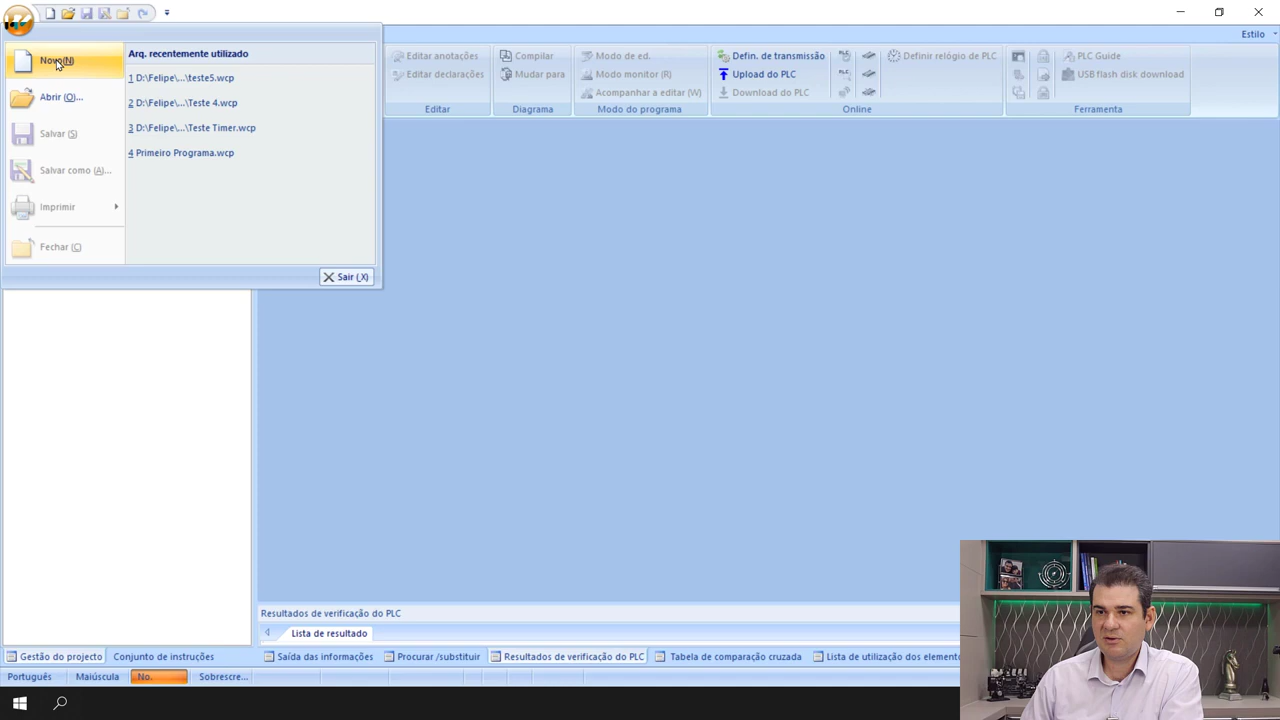 Estilo
Novo(N)
Abrir (O)...
Salvar (S)
Salvar como (A)...
Imprimir
Fechar (C
Arq. recentemente utilizado
1 D:\Felipe\...\teste5.wcp
2 D:\Felipe\...\Teste 4.wcp
3 D:\Felipe\...\Teste Timer.wcp
4 Primeiro Programa.wcp
Sair (X)
Editar anotações
Editar declarações
Editar
Compilar
Mudar para
Diagrama
Modo de ed.
Modo monitor (R)
Acompanhar a editar (W)
Modo do programa
Defin. de transmissão
Upload do PLC
Download do PLC
Definir relógio de PLC
Online
PLC Guide
USB flash disk download
Ferramenta
Resultados de verificação do PLC
Lista de resultado
Gestão do projecto
Conjunto de instruções
Saída das informações
Procurar /substituir
Resultados de verificação do PLC
Tabela de comparação cruzada
Lista de utilização dos elemento
Português
Maiúscula
No.
Sobrescre...